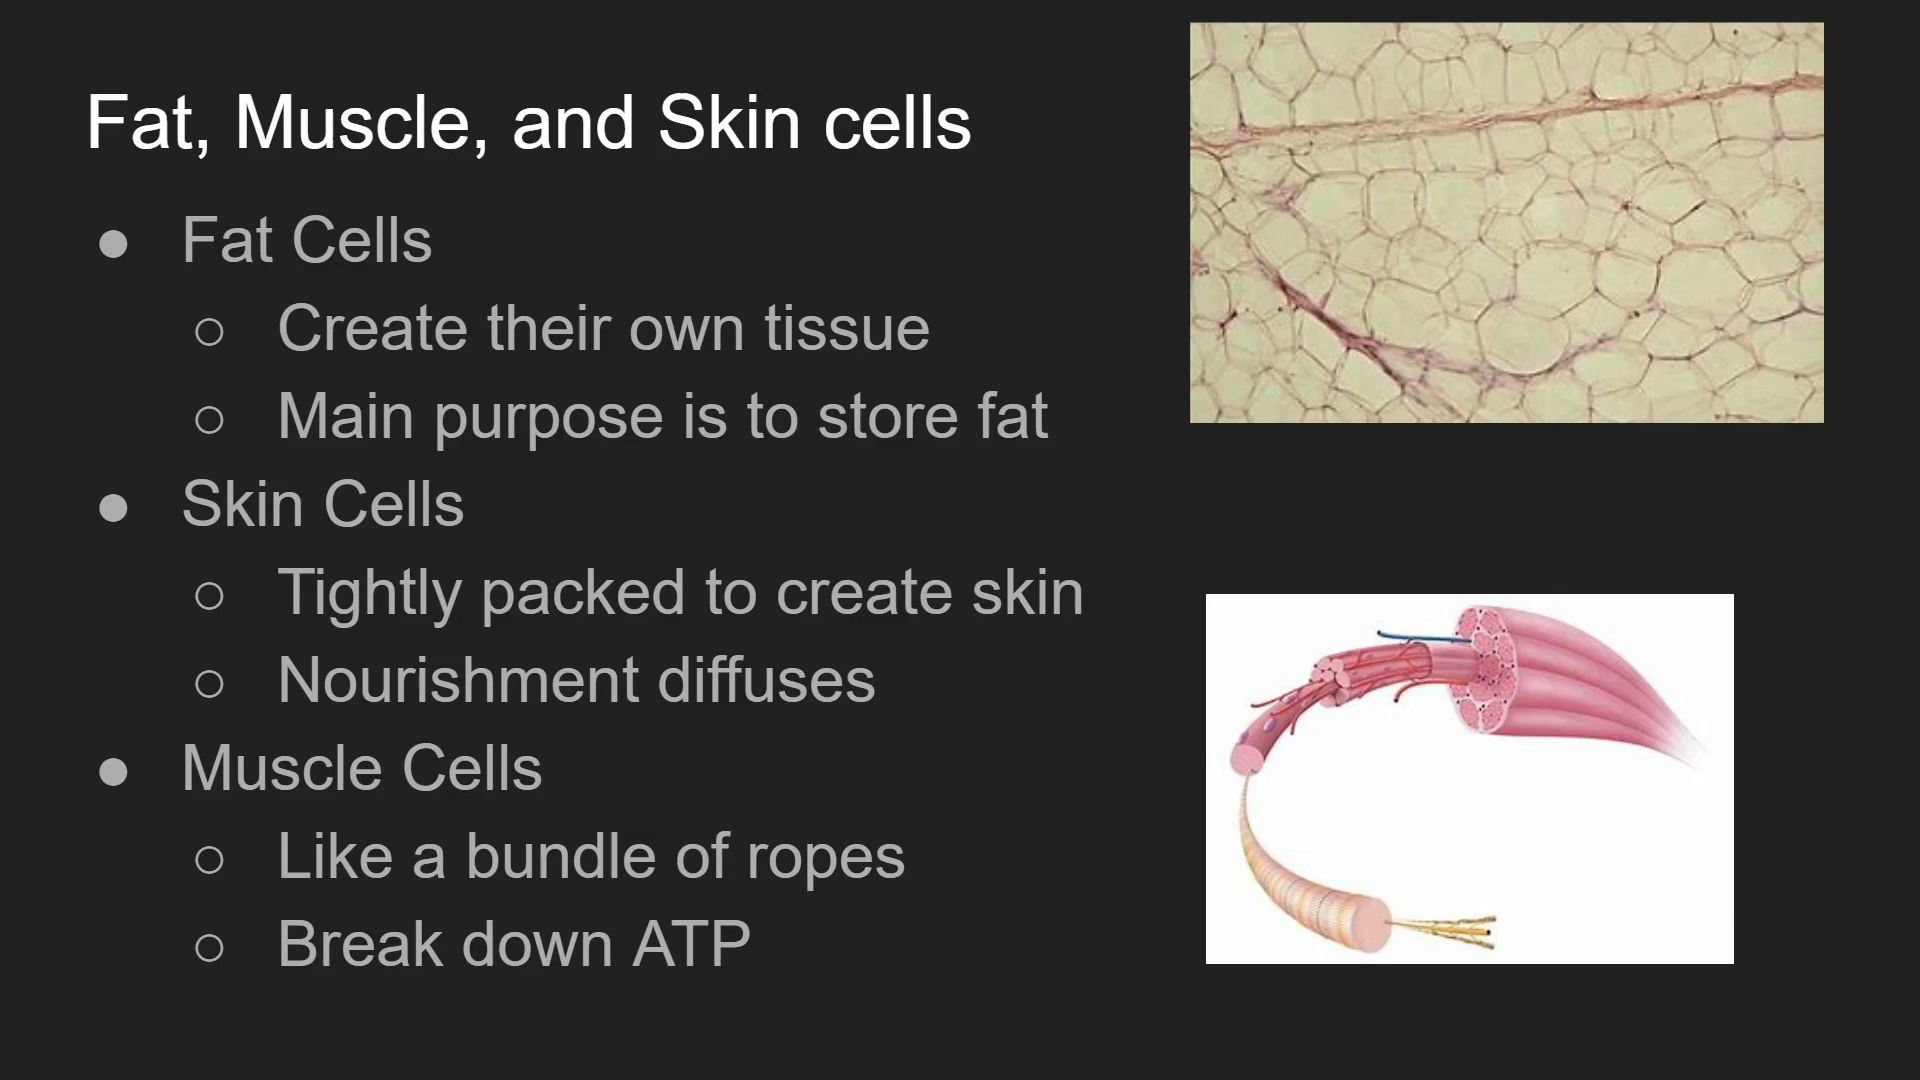 Fat, Muscle, and Skin cells
● Fat Cells
○ Create their own tissue
○ Main purpose is to store fat
● Skin Cells
○ Tightly packed to create skin
○ Nourishment diffuses
● Muscle Cells
○ Like a bundle of ropes
○ Break down ATP